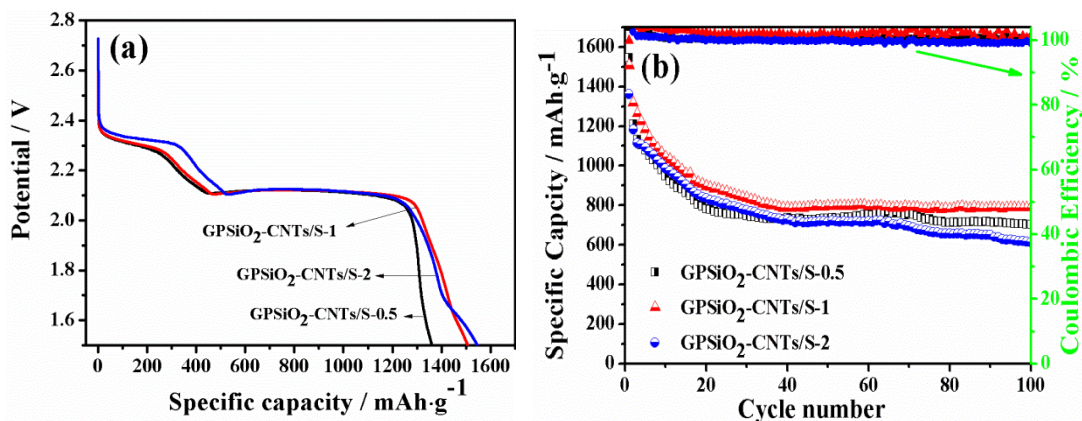 (a)
Potential / V
2.8
2.6
2.4
2.2
2.0
1.8
1.6
GPSiO₂-CNTs/S-1
GPSiO₂-CNTs/S-2
GPSiO₂-CNTs/S-0.5
0 200 400 600 800 1000 1200 1400 1600
Specific capacity / mAh·g⁻¹
(b)
Specific Capcity / mAh·g⁻¹
1600
1400
1200
1000
800
600
400
200
0
GPSiO₂-CNTs/S-0.5
GPSiO₂-CNTs/S-1
GPSiO₂-CNTs/S-2
0 20 40 60 80 100
Cycle number
100
80
60
40
20
0
Coulombic Efficiency / %